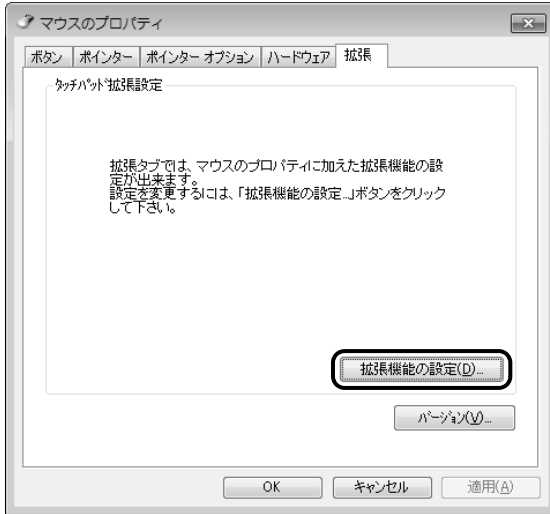 マウスのプロパティ
ボタン ポインター ポインター オプション ハードウェア 拡張
タッチパッド拡張設定
拡張タブでは、マウスのプロパティに加えた拡張機能の設
定が出来ます。
設定を変更するには、「拡張機能の設定...」ボタンをクリック
して下さい。
拡張機能の設定(D)...
バージョン(V)...
OK キャンセル 適用(A)